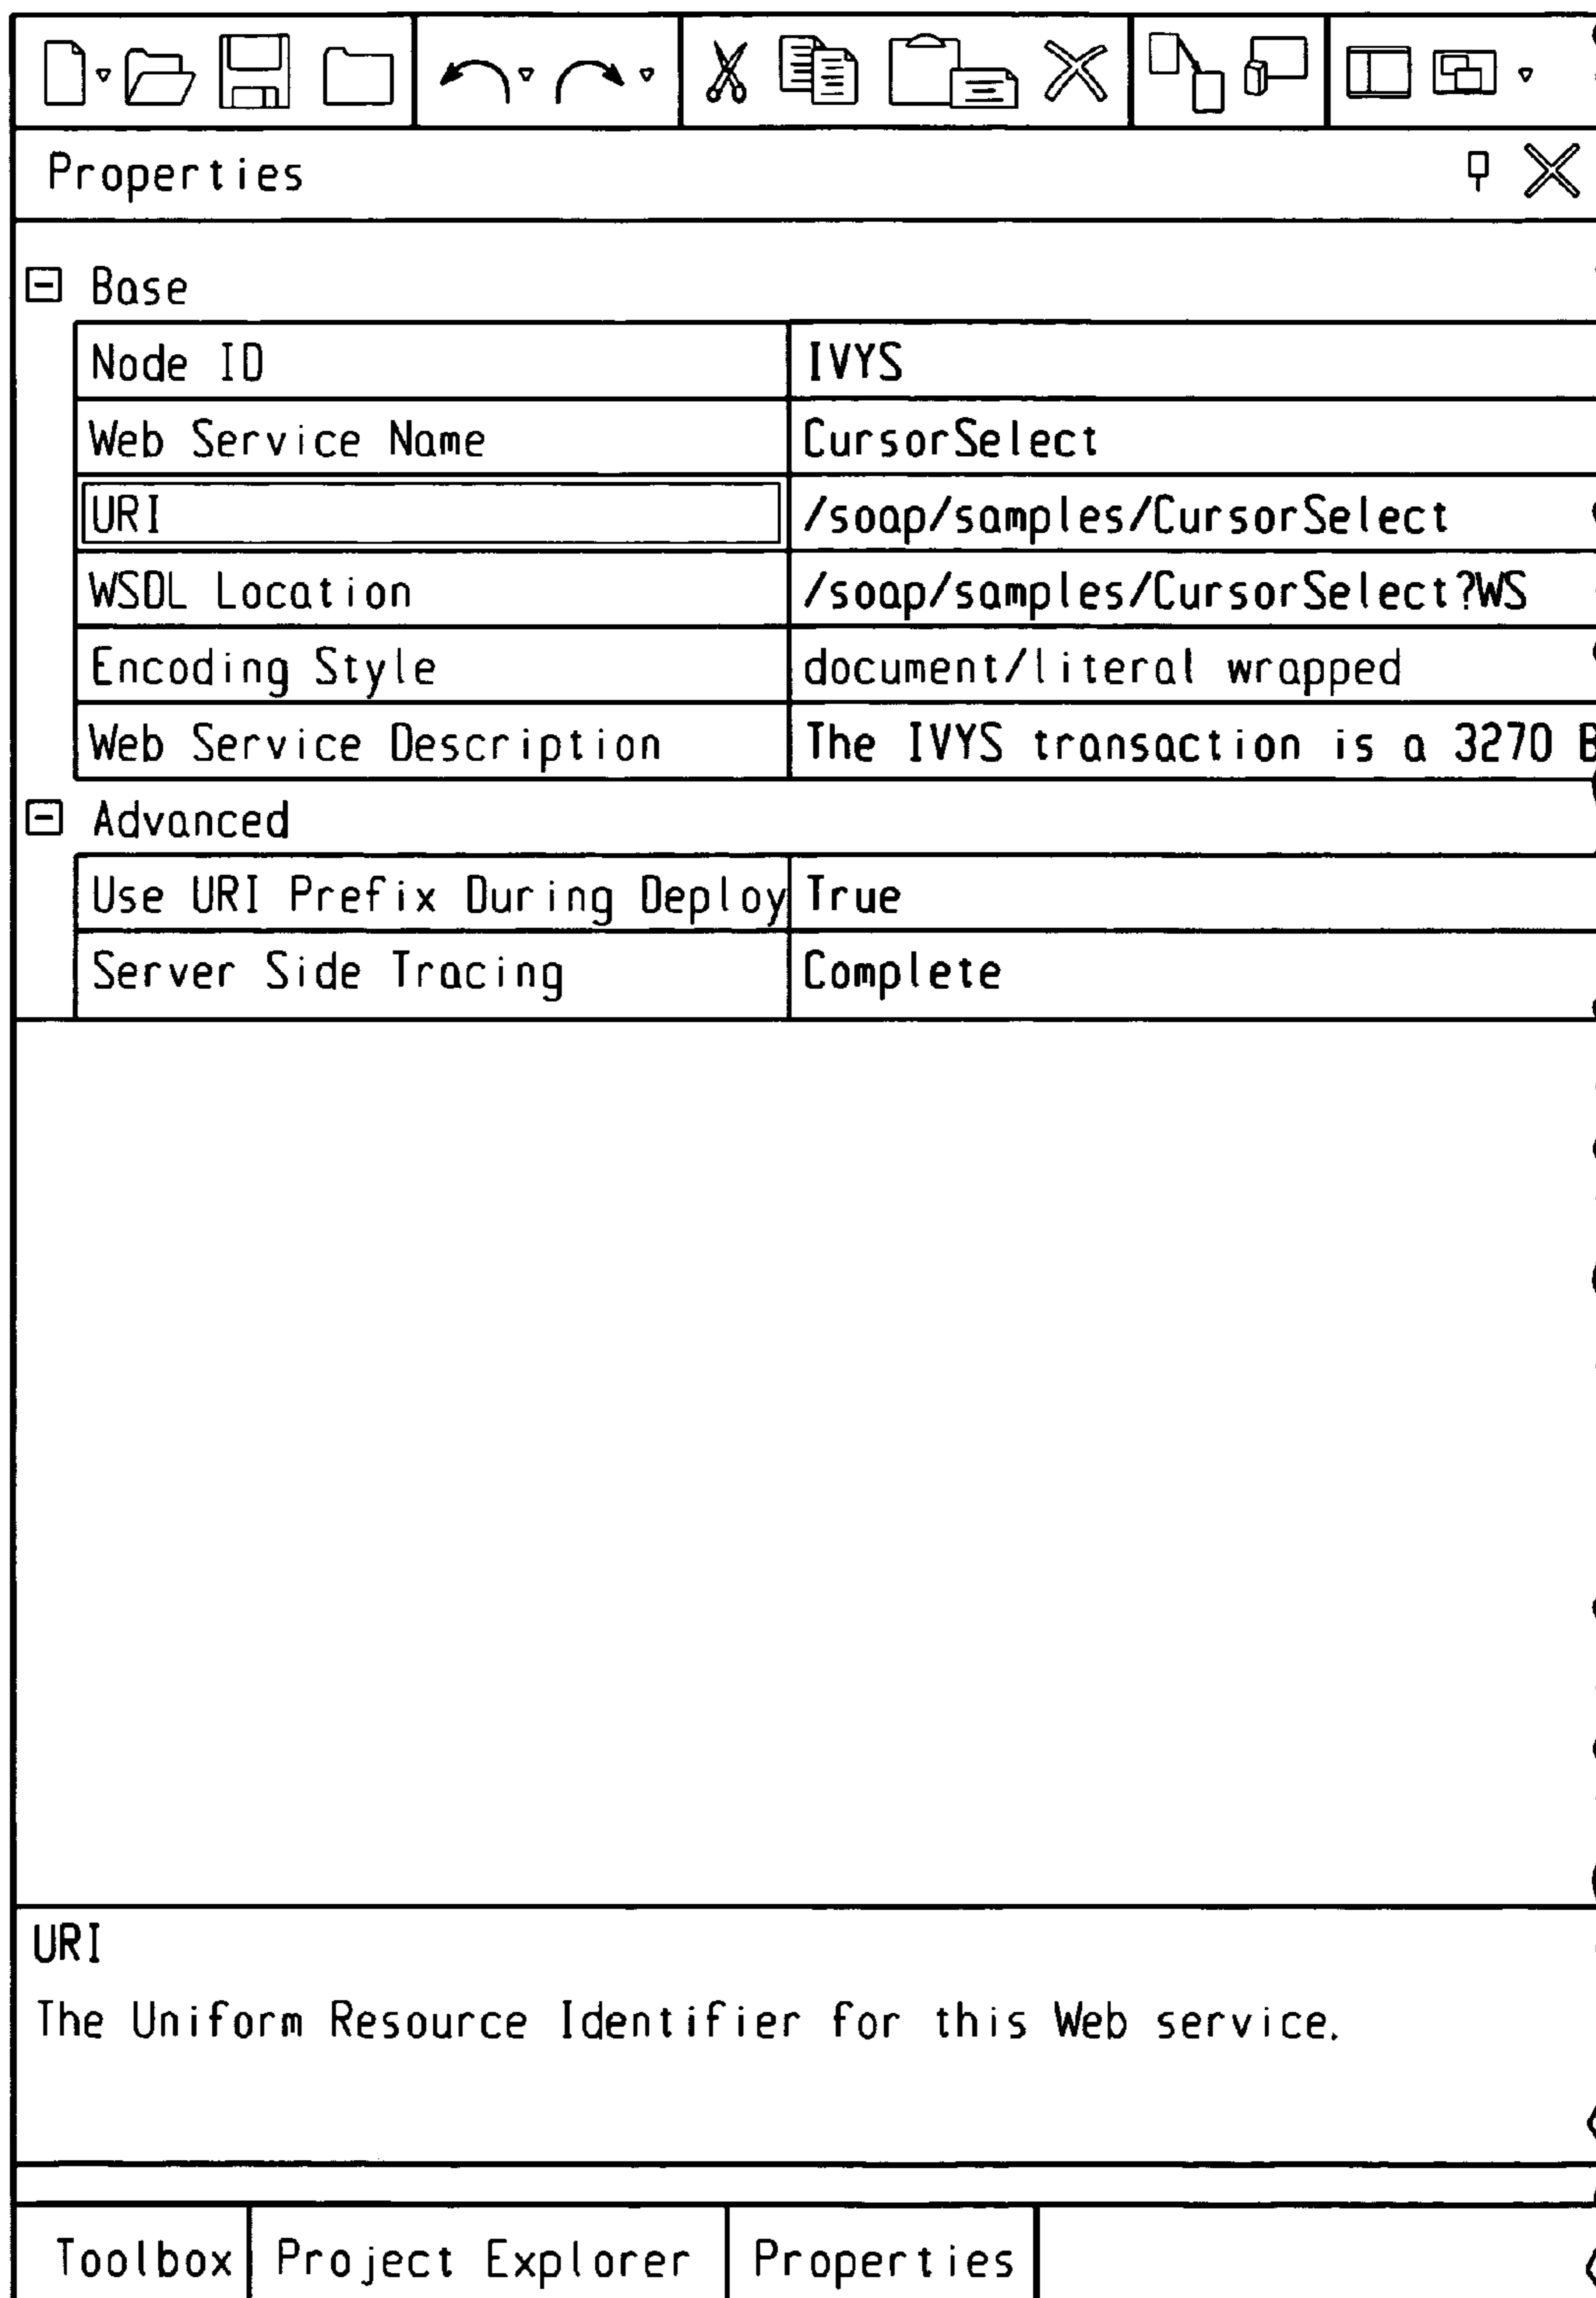 Properties
Base
Node ID IVYS
Web Service Name CursorSelect
URI /soap/samples/CursorSelect
WSDL Location /soap/samples/CursorSelect?WS
Encoding Style document/literal wrapped
Web Service Description The IVYS transaction is a 3270 B
Advanced
Use URI Prefix During Deploy True
Server Side Tracing Complete
URI
The Uniform Resource Identifier for this Web service.
Toolbox Project Explorer Properties